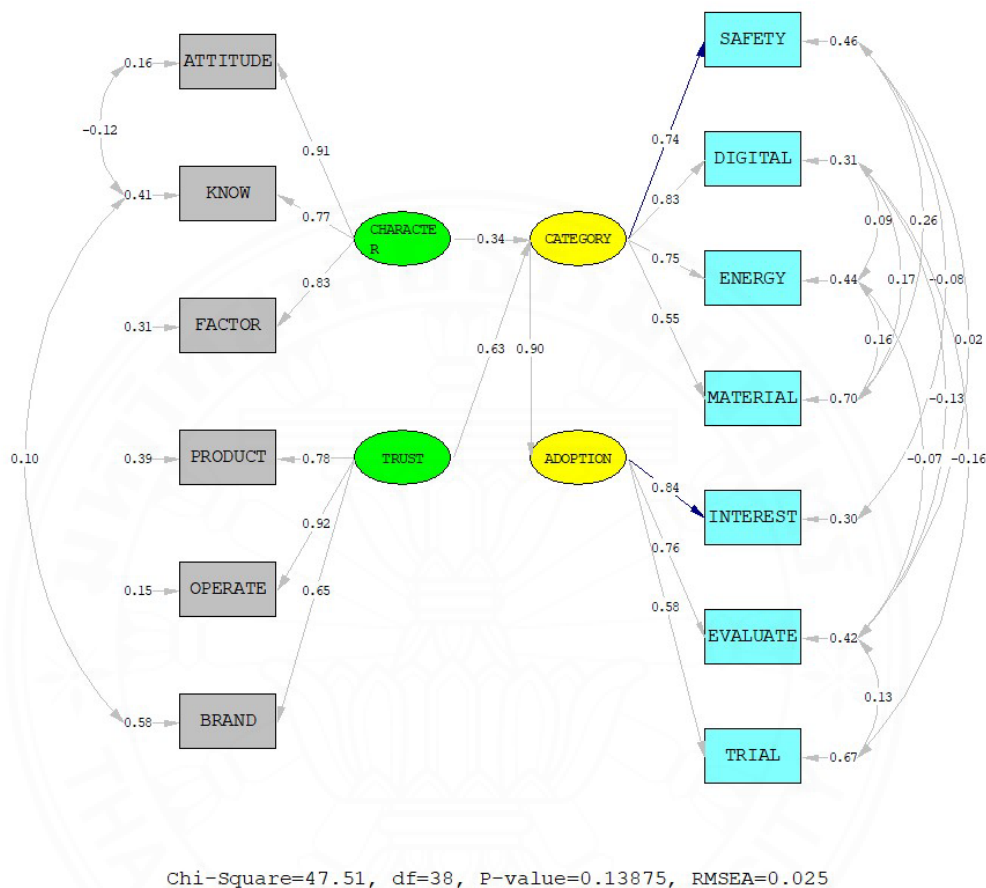 SAFETY
0.46
0.16
ATTITUDE
-0.12
0.91
0.74
DIGITAL
0.31
0.83
0.41
KNOW
0.77
0.09
0.26
CHARACTE
R
0.34
CATEGORY
0.75
ENERGY
0.44
0.17
-0.08
0.83
0.31
FACTOR
0.55
0.63
0.90
0.16
0.02
MATERIAL
0.70
-0.13
0.10
0.39
PRODUCT
0.78
TRUST
ADOPTION
-0.07
-0.16
0.84
INTEREST
0.30
0.92
0.76
0.15
OPERATE
0.65
0.58
EVALUATE
0.42
0.13
0.58
BRAND
TRIAL
0.67
Chi-Square=47.51, df=38, P-value=0.13875, RMSEA=0.025